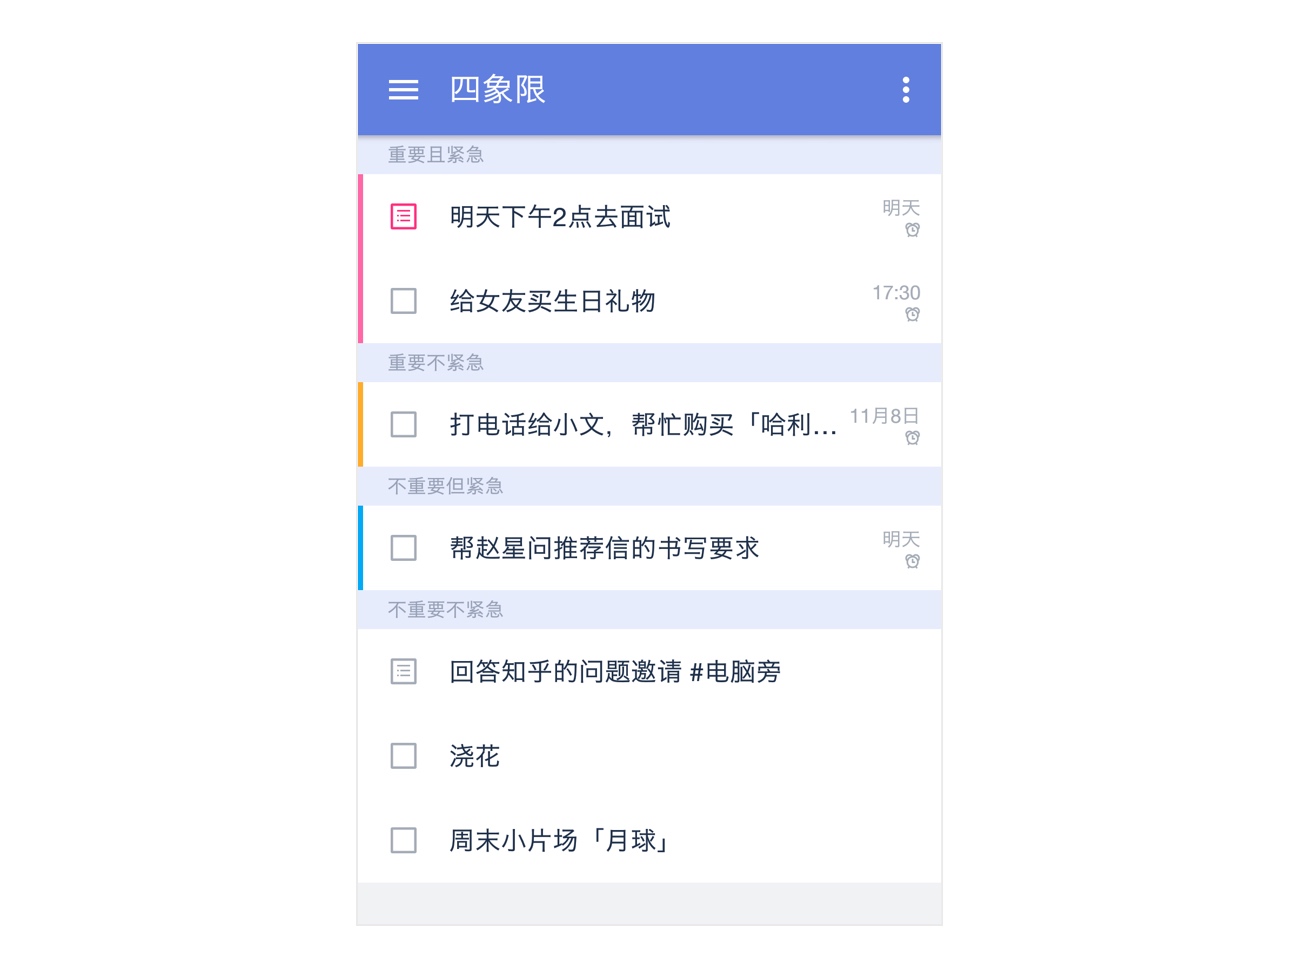 四象限
重要且紧急
明天下午2点去面试
明天
给女友买生日礼物
17:30
重要不紧急
打电话给小文，帮忙购买「哈利...
11月8日
不重要但紧急
帮赵星问推荐信的书写要求
明天
不重要不紧急
回答知乎的问题邀请 #电脑旁
浇花
周末小片场「月球」